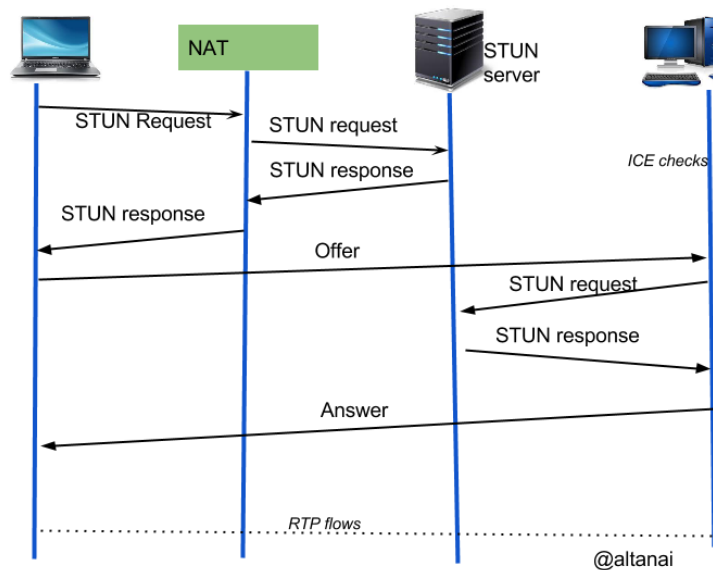 NAT
STUN
server
STUN Request
STUN request
ICE checks
STUN response
STUN response
Offer
STUN request
STUN response
Answer
RTP flows
@altanai